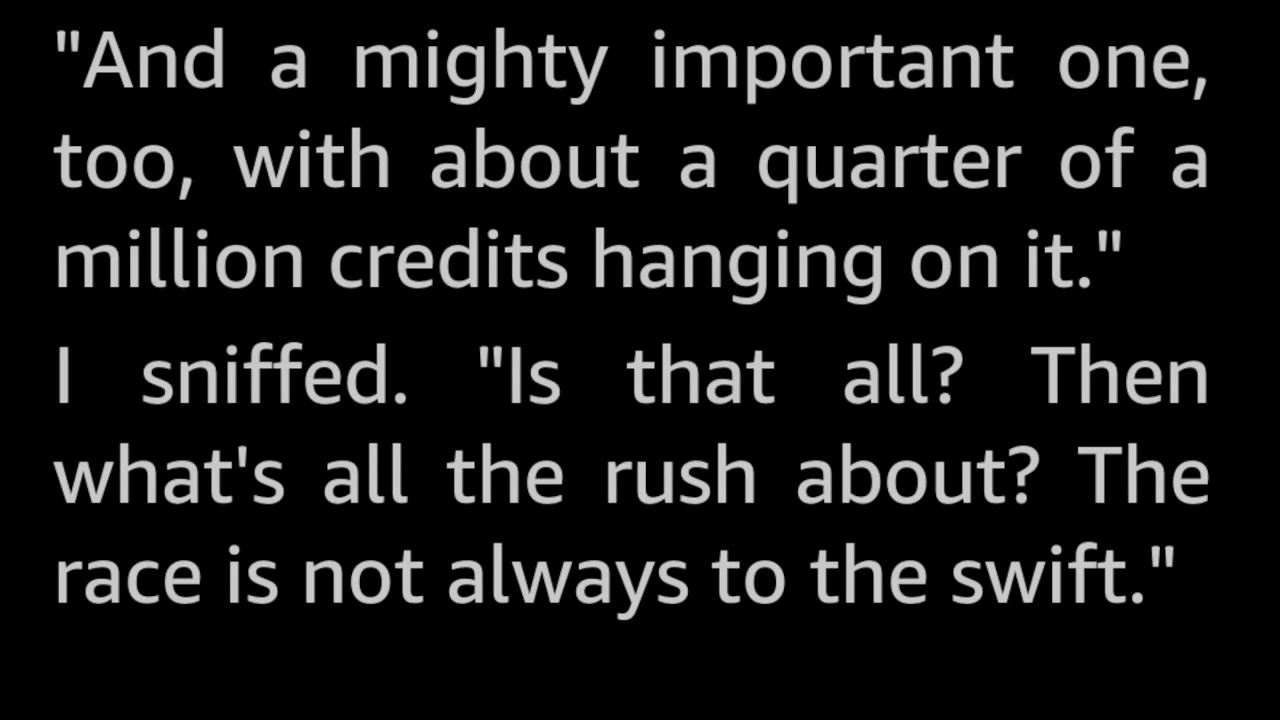 "And a mighty important one,
too, with about a quarter of a
million credits hanging on it."
I sniffed. "Is that all? Then
what's all the rush about? The
race is not always to the swift."